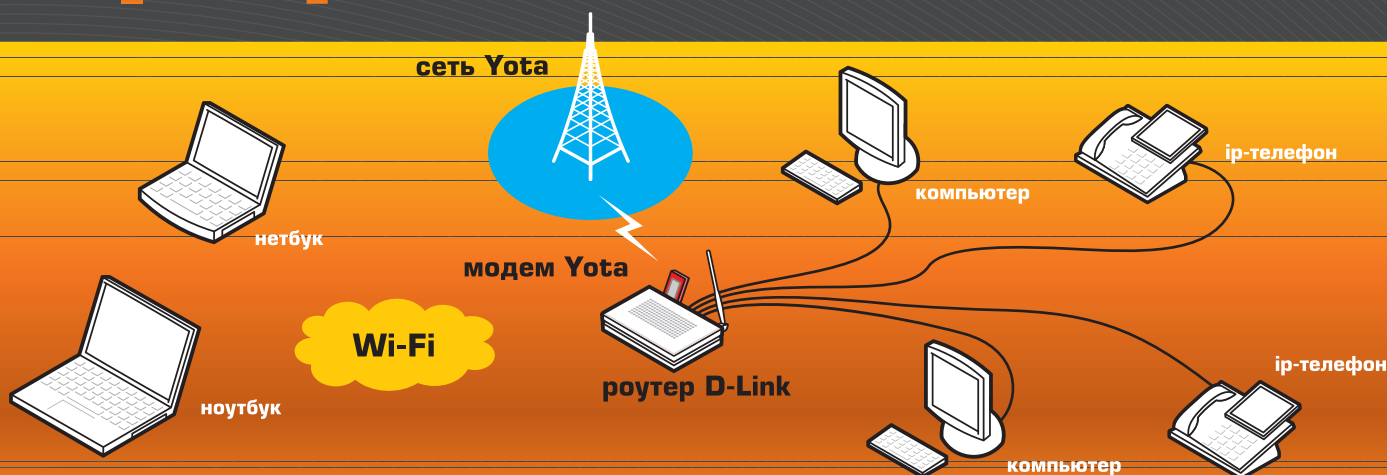 сеть Yota
ip-телефон
компьютер
нетбук
модем Yota
Wi-Fi
ip-телефон
роутер D-Link
ноутбук
компьютер